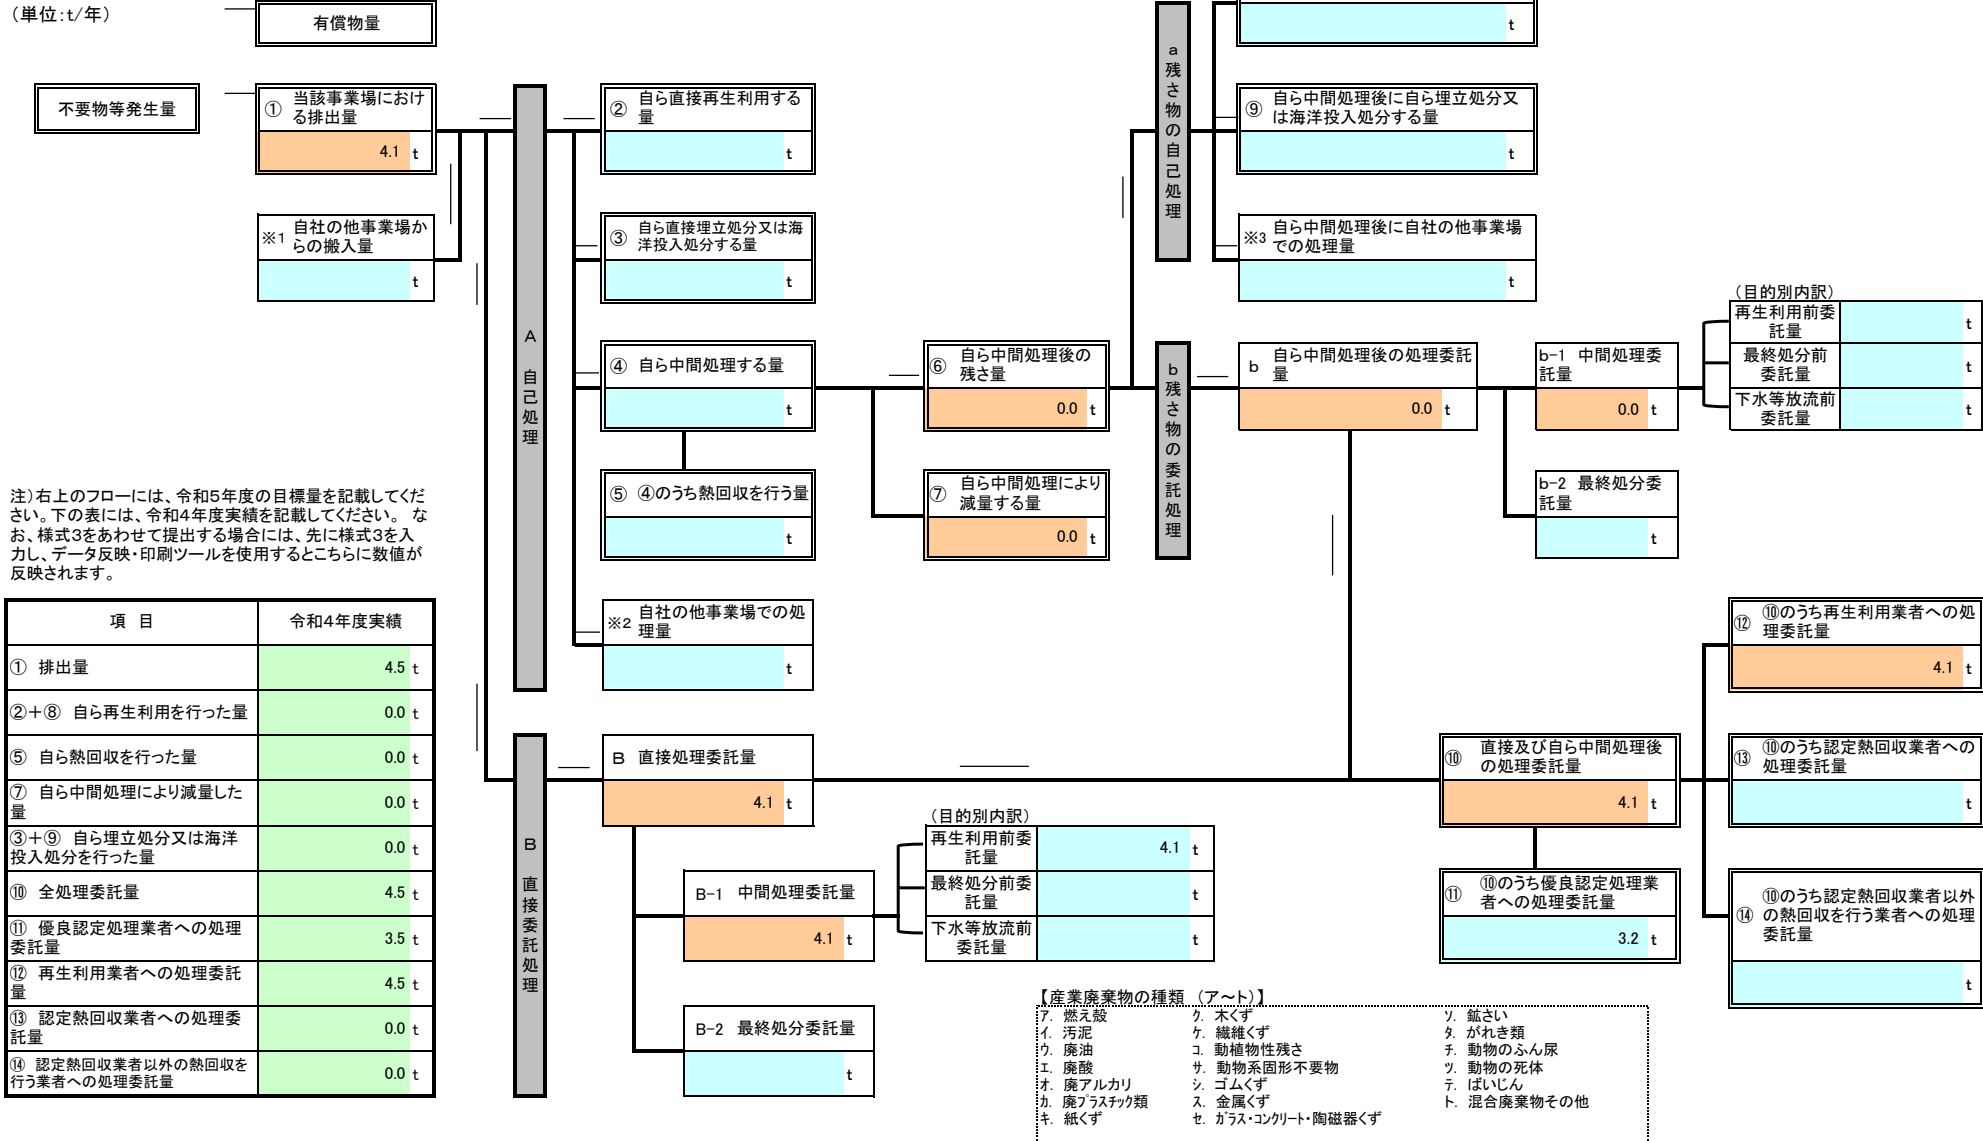 （単位：t/年）
有償物量
t
不要物等発生量
① 当該事業場におけ
る排出量
4.1 t
※1 自社の他事業場か
らの搬入量
t
A 自己処理
② 自ら直接再生利用する
量
t
③ 自ら直接埋立処分又は海
洋投入処分する量
t
④ 自ら中間処理する量
t
⑤ ④のうち熱回収を行う量
t
※2 自社の他事業場での処
理量
t
⑥ 自ら中間処理後の
残さ量
0.0 t
⑦ 自ら中間処理により
減量する量
0.0 t
a 残さ物の自己処理
⑨ 自ら中間処理後に自ら埋立処分又
は海洋投入処分する量
t
※3 自ら中間処理後に自社の他事業場
での処理量
t
b 残さ物の委託処理
b 自ら中間処理後の処理委託
量
0.0 t
b-1 中間処理委
託量
0.0 t
b-2 最終処分委
託量
t
（目的別内訳）
再生利用前委
託量
t
最終処分前
委託量
t
下水等放流前
委託量
t
注）右上のフローには、令和5年度の目標量を記載してくだ
さい。下の表には、令和4年度実績を記載してください。 な
お、様式3をあわせて提出する場合には、先に様式3を入
力し、データ反映・印刷ツールを使用するとこちらに数値が
反映されます。
項 目 令和4年度実績
① 排出量 4.5 t
②＋⑧ 自ら再生利用を行った量 0.0 t
⑤ 自ら熱回収を行った量 0.0 t
⑦ 自ら中間処理により減量した
量 0.0 t
③＋⑨ 自ら埋立処分又は海洋
投入処分を行った量 0.0 t
⑩ 全処理委託量 4.5 t
⑪ 優良認定処理業者への処理
委託量 3.5 t
⑫ 再生利用業者への処理委託
量 4.5 t
⑬ 認定熱回収業者への処理委
託量 0.0 t
⑭ 認定熱回収業者以外の熱回収を
行う業者への処理委託量 0.0 t
B 直接委託処理
B 直接処理委託量
4.1 t
B-1 中間処理委託量
4.1 t
B-2 最終処分委託量
t
（目的別内訳）
再生利用前委
託量
4.1 t
最終処分前委
託量
t
下水等放流前
委託量
t
⑩ 直接及び自ら中間処理後
の処理委託量
4.1 t
⑪ ⑩のうち優良認定処理業
者への処理委託量
3.2 t
⑫ ⑩のうち再生利用業者への処
理委託量
4.1 t
⑬ ⑩のうち認定熱回収業者への
処理委託量
t
⑭ ⑩のうち認定熱回収業者以外
の熱回収を行う業者への処理
委託量
t
【産業廃棄物の種類 （ア～ト）】
ア. 燃え殻 ク. 木くず ソ. 鉱さい
イ. 汚泥 ケ. 繊維くず タ. がれき類
ウ. 廃油 コ. 動植物性残さ チ. 動物のふん尿
エ. 廃酸 サ. 動物系固形不要物 ツ. 動物の死体
オ. 廃アルカリ シ. ゴムくず テ. ばいじん
カ. 廃プラスチック類 ス. 金属くず ト. 混合廃棄物その他
キ. 紙くず セ. ガラス・コンクリート・陶磁器くず